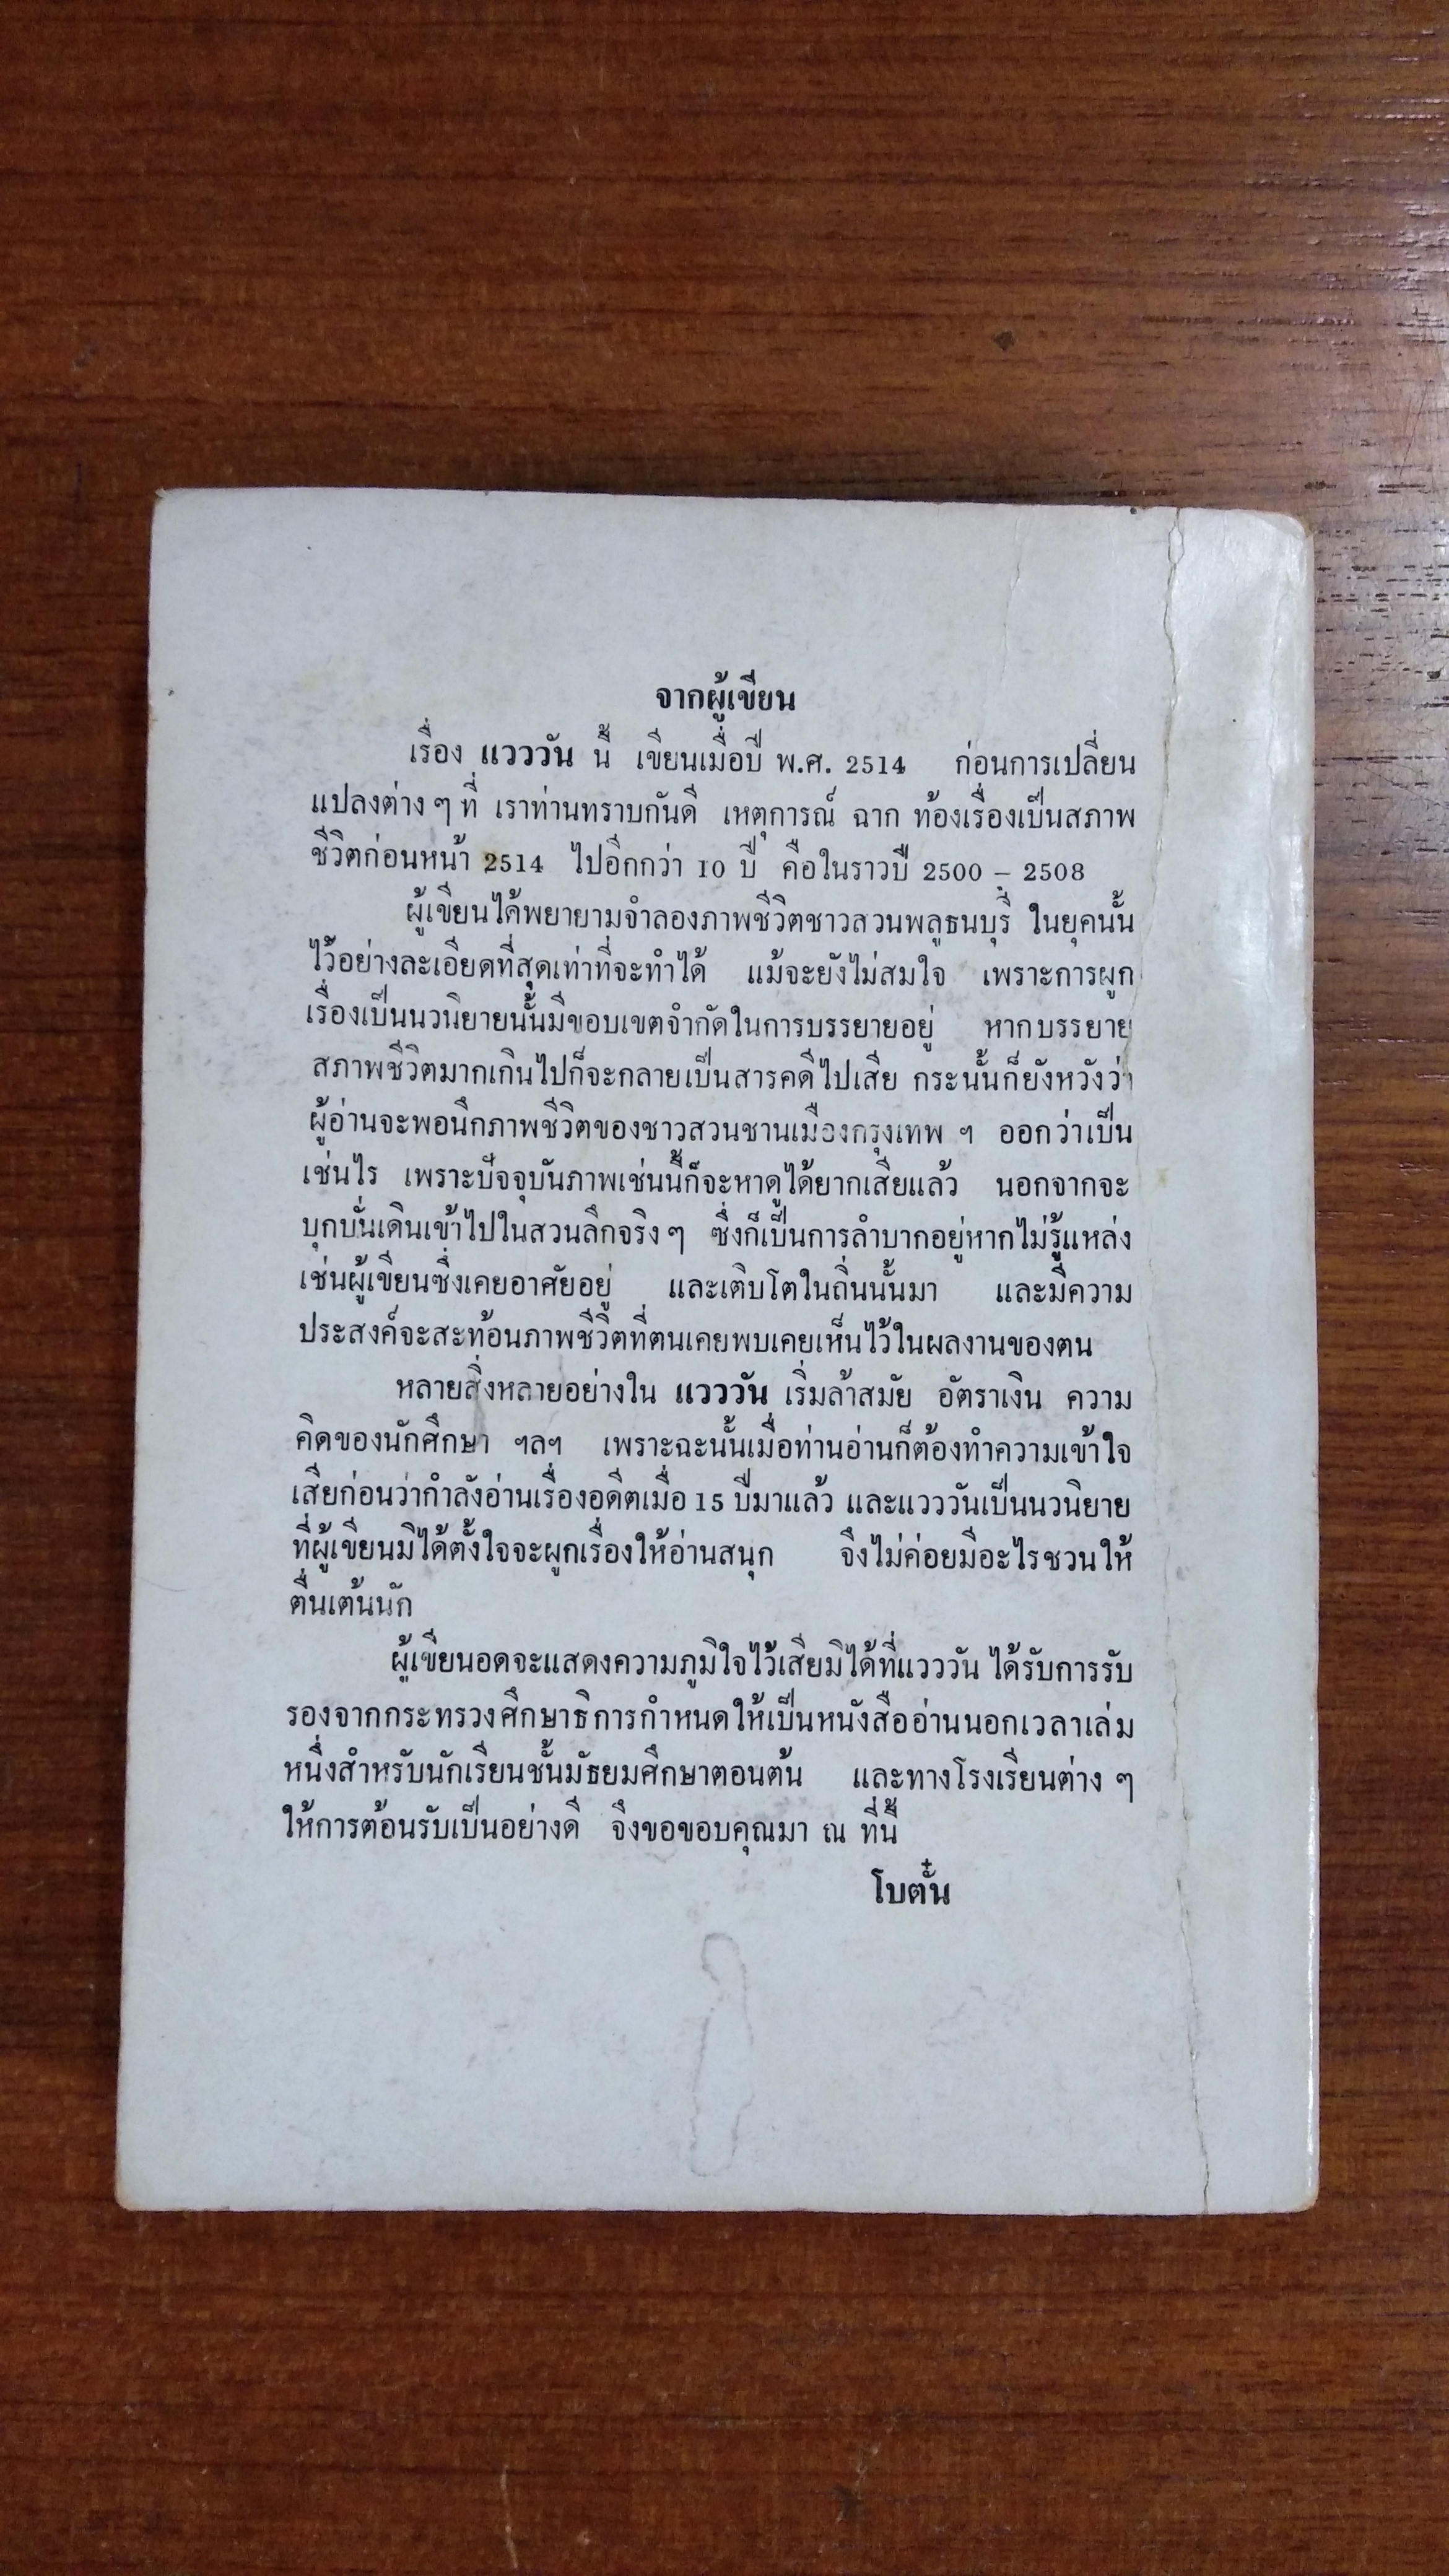 จากผู้เขียน
เรื่อง แวววัน นี้ เขียนเมื่อปี พ.ศ. 2514 ก่อนการเปลี่ยน
แปลงต่าง ๆ ที่ เราท่านทราบกันดี เหตุการณ์ ฉาก ท้องเรื่องเป็นสภาพ
ชีวิตก่อนหน้า 2514 ไปอีกกว่า 10 ปี คือในราวปี 2500 – 2508
ผู้เขียนได้พยายามจำลองภาพชีวิตชาวสวนพลูธนบุรี ในยุคนั้น
ไว้อย่างละเอียดที่สุดเท่าที่จะทำได้ แม้จะยังไม่สมใจ เพราะการผูก
เรื่องเป็นนวนิยายนั้นมีขอบเขตจำกัดในการบรรยายอยู่ หากบรรยาย
สภาพชีวิตมากเกินไปก็จะกลายเป็นสารคดีไปเสีย กระนั้นก็ยังหวังว่า
ผู้อ่านจะพอนึกภาพชีวิตของชาวสวนชานเมืองกรุงเทพ ฯ ออกว่าเป็น
เช่นไร เพราะปัจจุบันภาพเช่นนี้ก็จะหาดูได้ยากเสียแล้ว นอกจากจะ
บุกบั่นเดินเข้าไปในสวนลึกจริง ๆ ซึ่งก็เป็นการลำบากอยู่หากไม่รู้แหล่ง
เช่นผู้เขียนซึ่งเคยอาศัยอยู่ และเติบโตในถิ่นนั้นมา และมีความ
ประสงค์จะสะท้อนภาพชีวิตที่ตนเคยพบเคยเห็นไว้ในผลงานของตน
หลายสิ่งหลายอย่างใน แวววัน เริ่มล้าสมัย อัตราเงิน ความ
คิดของนักศึกษา ฯลฯ เพราะฉะนั้นเมื่อท่านอ่านก็ต้องทำความเข้าใจ
เสียก่อนว่ากำลังอ่านเรื่องอดีตเมื่อ 15 ปีมาแล้ว และแวววันเป็นนวนิยาย
ที่ผู้เขียนมิได้ตั้งใจจะผูกเรื่องให้อ่านสนุก จึงไม่ค่อยมีอะไรชวนให้
ตื่นเต้นนัก
ผู้เขียนอดจะแสดงความภูมิใจไว้เสียมิได้ที่แวววัน ได้รับการรับ
รองจากกระทรวงศึกษาธิการกำหนดให้เป็นหนังสืออ่านนอกเวลาเล่ม
หนึ่งสำหรับนักเรียนชั้นมัธยมศึกษาตอนต้น และทางโรงเรียนต่าง ๆ
ให้การต้อนรับเป็นอย่างดี จึงขอขอบคุณมา ณ ที่นี้
โบตั๋น